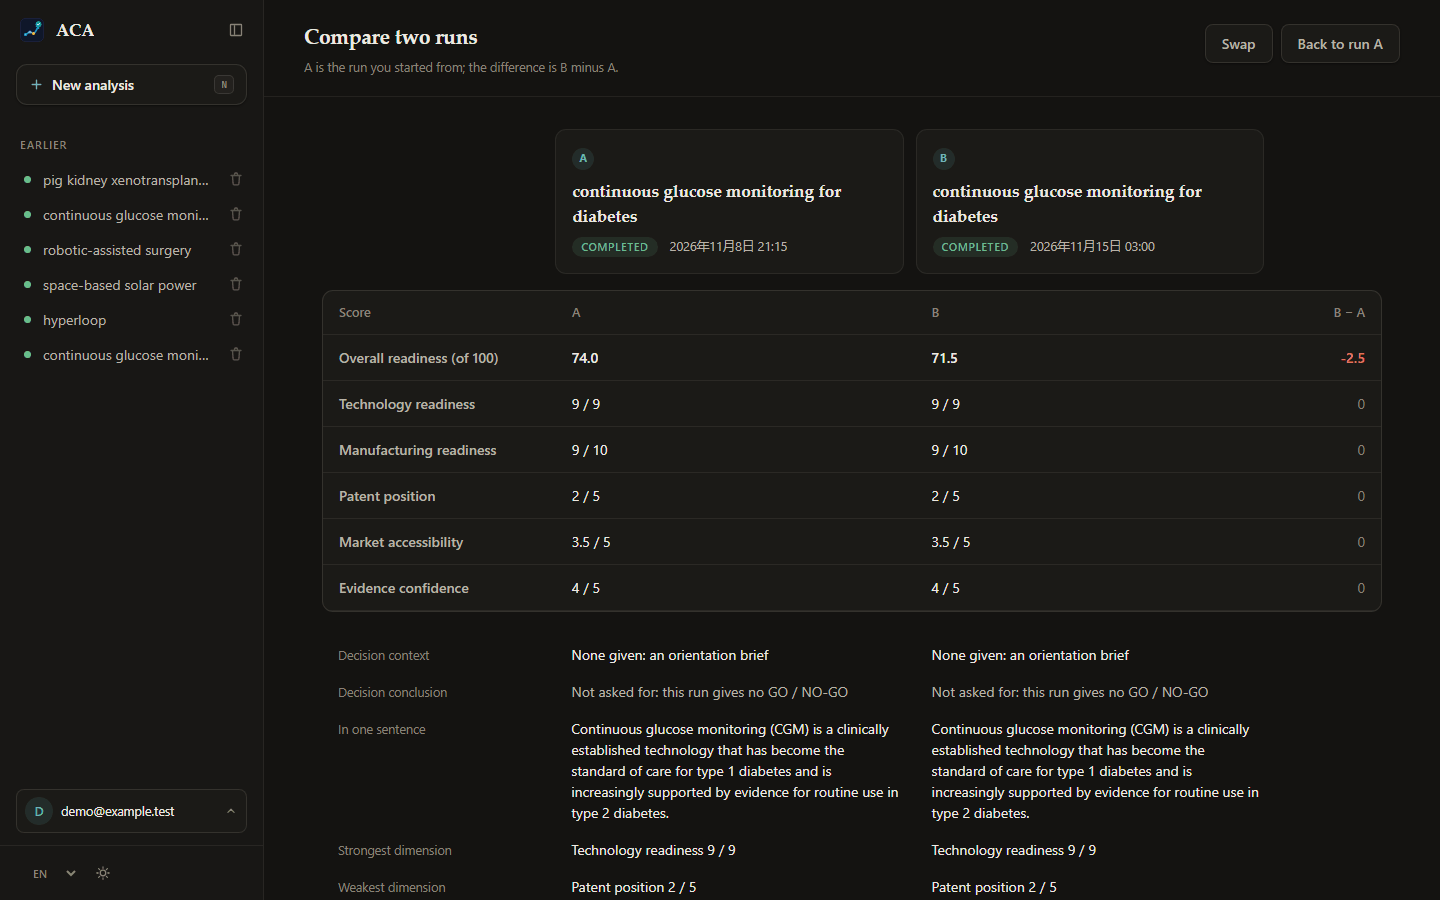 ACA
New analysis N
EARLIER
pig kidney xenotransplan...
continuous glucose moni...
robotic-assisted surgery
space-based solar power
hyperloop
continuous glucose moni...
D demo@example.test
EN
Compare two runs
A is the run you started from; the difference is B minus A.
Swap
Back to run A
A
continuous glucose monitoring for
diabetes
COMPLETED 2026年11月8日 21:15
B
continuous glucose monitoring for
diabetes
COMPLETED 2026年11月15日 03:00
Score A B B − A
Overall readiness (of 100) 74.0 71.5 -2.5
Technology readiness 9 / 9 9 / 9 0
Manufacturing readiness 9 / 10 9 / 10 0
Patent position 2 / 5 2 / 5 0
Market accessibility 3.5 / 5 3.5 / 5 0
Evidence confidence 4 / 5 4 / 5 0
Decision context
None given: an orientation brief
None given: an orientation brief
Decision conclusion
Not asked for: this run gives no GO / NO-GO
Not asked for: this run gives no GO / NO-GO
In one sentence
Continuous glucose monitoring (CGM) is a clinically
established technology that has become the
standard of care for type 1 diabetes and is
increasingly supported by evidence for routine use in
type 2 diabetes.
Continuous glucose monitoring (CGM) is a clinically
established technology that has become the
standard of care for type 1 diabetes and is
increasingly supported by evidence for routine use in
type 2 diabetes.
Strongest dimension
Technology readiness 9 / 9
Technology readiness 9 / 9
Weakest dimension
Patent position 2 / 5
Patent position 2 / 5